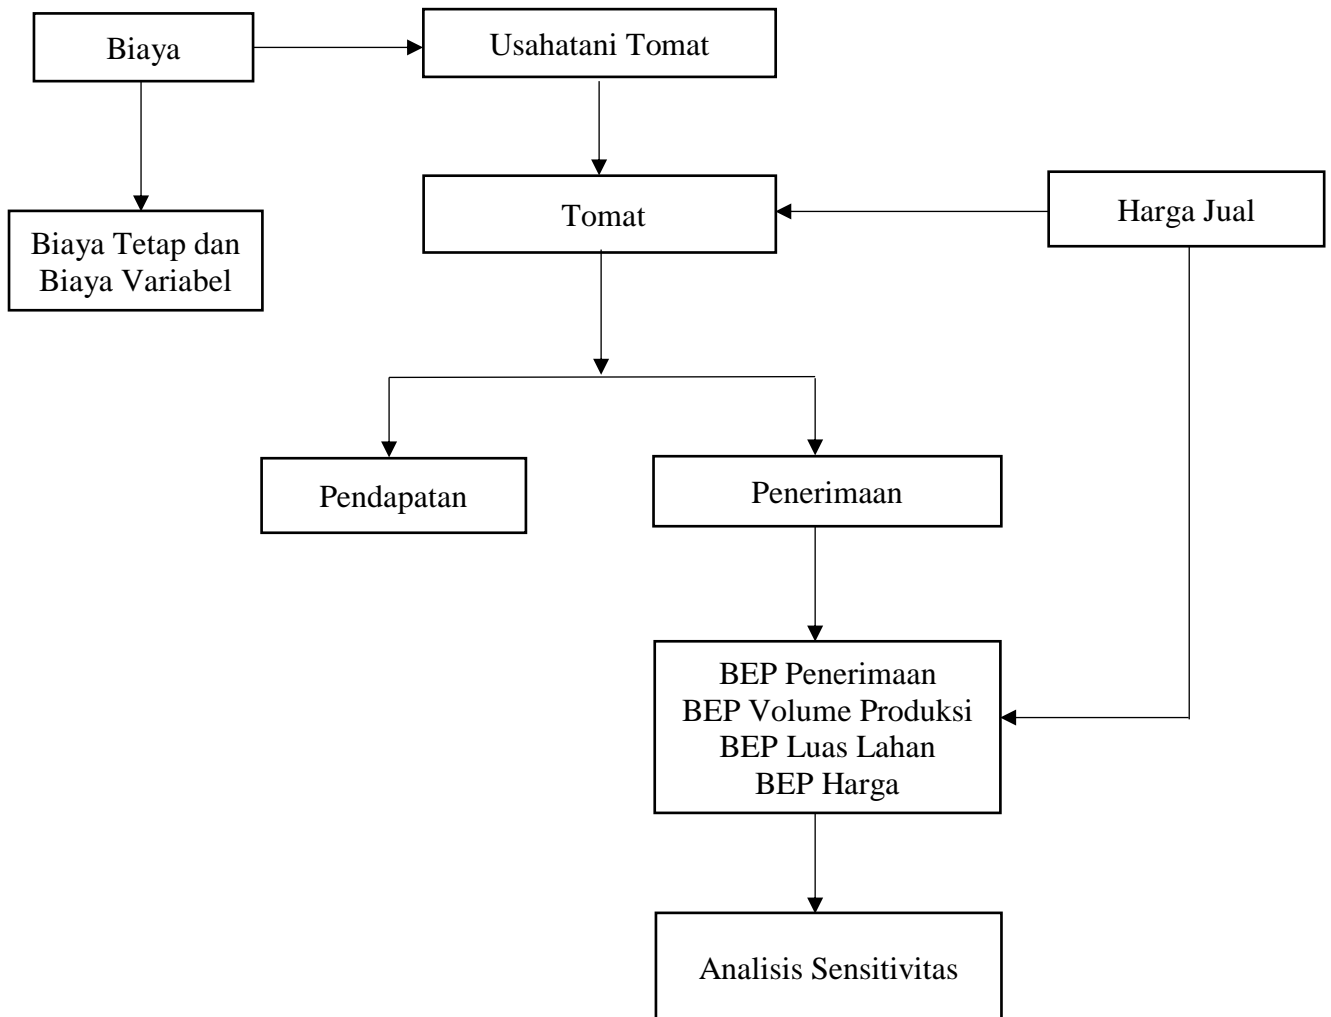 Biaya
Usahatani Tomat
Tomat
Harga Jual
Biaya Tetap dan
Biaya Variabel
Pendapatan
Penerimaan
BEP Penerimaan
BEP Volume Produksi
BEP Luas Lahan
BEP Harga
Analisis Sensitivitas